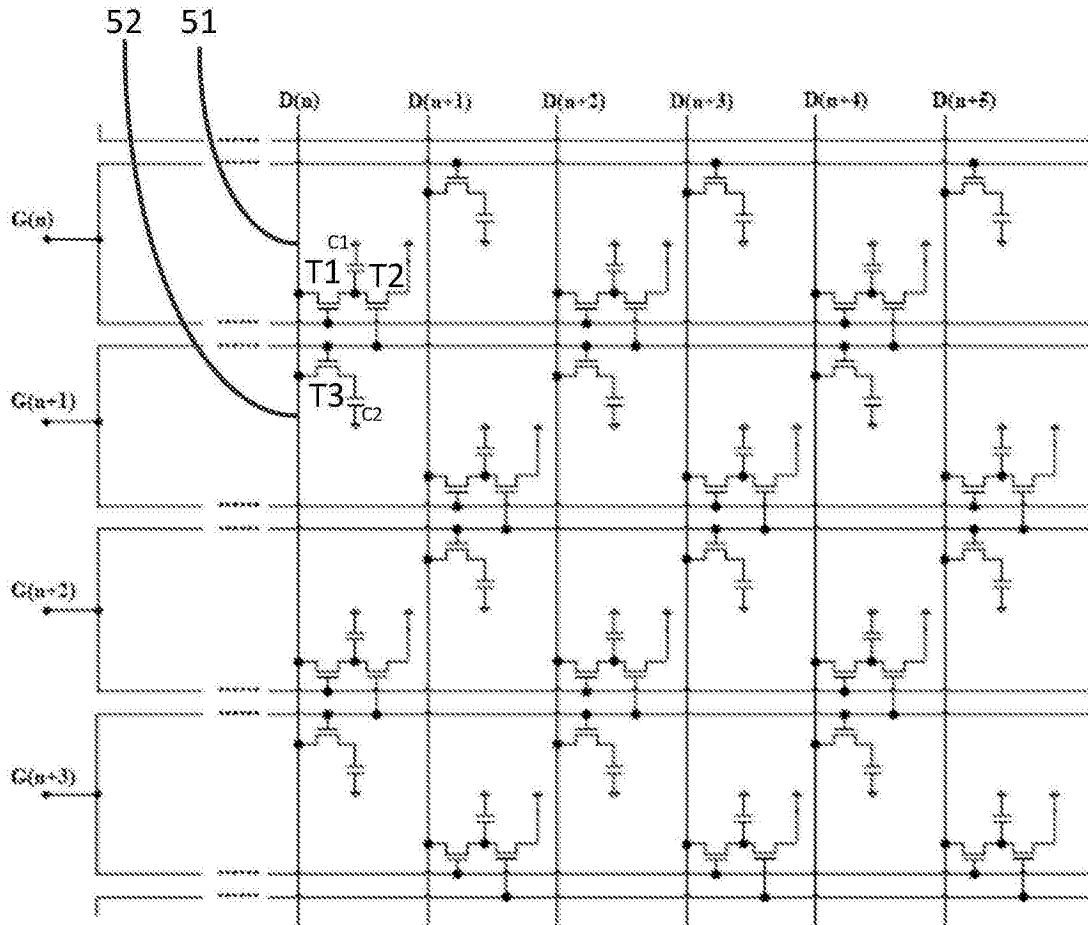 52 51
D(n) D(n+1) D(n+2) D(n+3) D(n+4) D(n+5)
G(n)
C1
T1 T2
T3
C2
G(n+1)
G(n+2)
G(n+3)